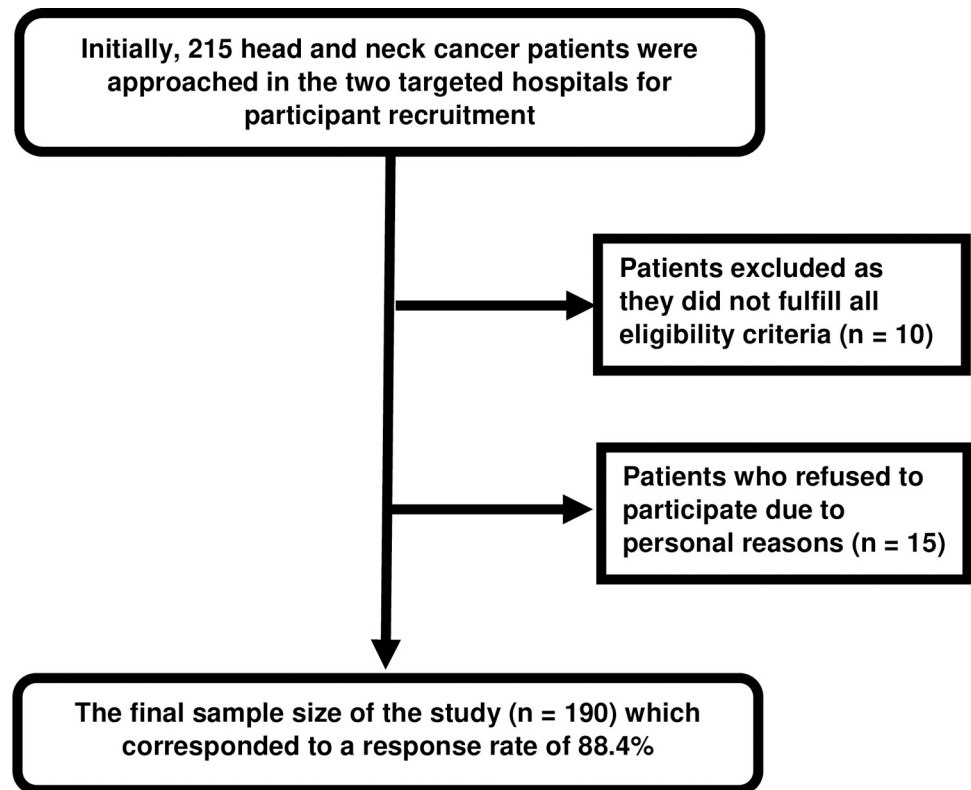 Initially, 215 head and neck cancer patients were
approached in the two targeted hospitals for
participant recruitment
Patients excluded as
they did not fulfill all
eligibility criteria (n = 10)
Patients who refused to
participate due to
personal reasons (n = 15)
The final sample size of the study (n = 190) which
corresponded to a response rate of 88.4%